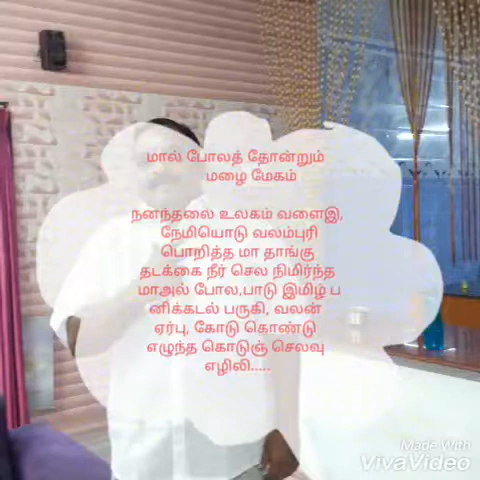 மால் போலத் தோன்றும்
மழை மேகம்
நனந்தலை உலகம் வளைஇ,
நேமியொடு வலம்புரி
பொறித்த மா தாங்கு
தடக்கை நீர் செல நிமிர்ந்த
மாஅல் போல,பாடு இமிழ் ப
னிக்கடல் பருகி, வலன்
ஏர்பு, கோடு தொண்டு
எழுந்த கொடுஞ் செலவு
எழிலி.....
Made With
VivaVideo